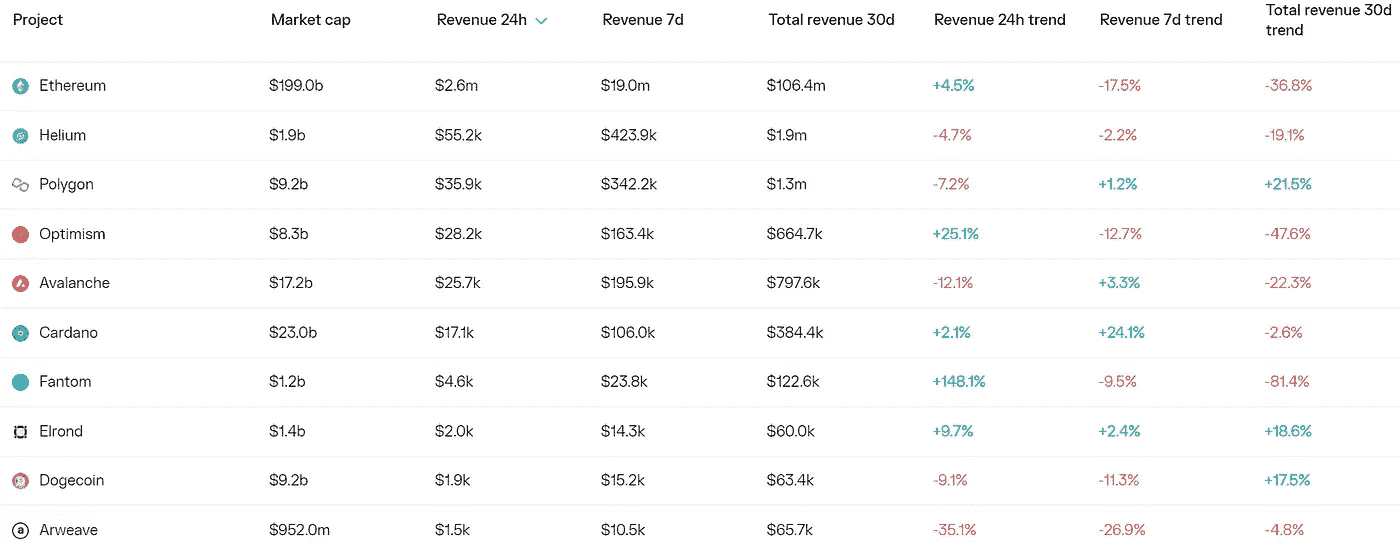 Project Market cap Revenue 24h Revenue 7d Total revenue 30d Revenue 24h trend Revenue 7d trend Total revenue 30d trend
Ethereum $199.0b $2.6m $19.0m $106.4m +4.5% -17.5% -36.8%
Helium $1.9b $55.2k $423.9k $1.9m -4.7% -2.2% -19.1%
Polygon $9.2b $35.9k $342.2k $1.3m -7.2% +1.2% +21.5%
Optimism $8.3b $28.2k $163.4k $664.7k +25.1% -12.7% -47.6%
Avalanche $17.2b $25.7k $195.9k $797.6k -12.1% +3.3% -22.3%
Cardano $23.0b $17.1k $106.0k $384.4k +2.1% +24.1% -2.6%
Fantom $1.2b $4.6k $23.8k $122.6k +148.1% -9.5% -81.4%
Elrond $1.4b $2.0k $14.3k $60.0k +9.7% +2.4% +18.6%
Dogecoin $9.2b $1.9k $15.2k $63.4k -9.1% -11.3% +17.5%
a Arweave $952.0m $1.5k $10.5k $65.7k -35.1% -26.9% -4.8%